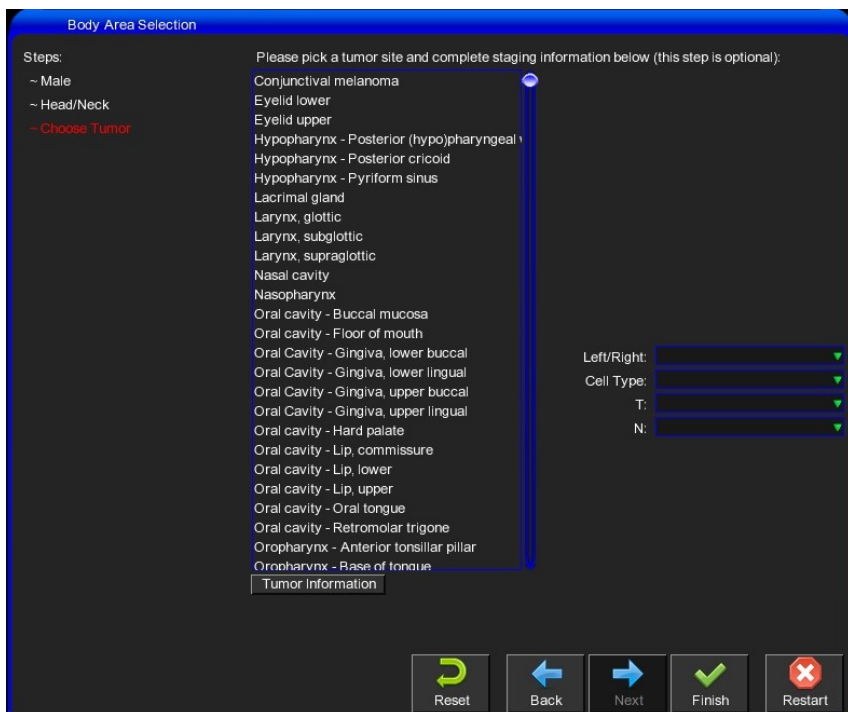 Body Area Selection
Steps:
~ Male
~ Head/Neck
~ Choose Tumor
Please pick a tumor site and complete staging information below (this step is optional):
Conjunctival melanoma
Eyelid lower
Eyelid upper
Hypopharynx - Posterior (hypo)pharyngeal
Hypopharynx - Posterior cricoid
Hypopharynx - Pyriform sinus
Lacrimal gland
Larynx, glottic
Larynx, subglottic
Larynx, supraglottic
Nasal cavity
Nasopharynx
Oral cavity - Buccal mucosa
Oral cavity - Floor of mouth
Oral Cavity - Gingiva, lower buccal
Oral Cavity - Gingiva, lower lingual
Oral Cavity - Gingiva, upper buccal
Oral Cavity - Gingiva, upper lingual
Oral cavity - Hard palate
Oral cavity - Lip, commissure
Oral cavity - Lip, lower
Oral cavity - Lip, upper
Oral cavity - Oral tongue
Oral cavity - Retromolar trigone
Oropharynx - Anterior tonsillar pillar
Oropharynx - Base of tongue
Tumor Information
Left/Right:
Cell Type:
T:
N:
Reset
Back
Next
Finish
Restart